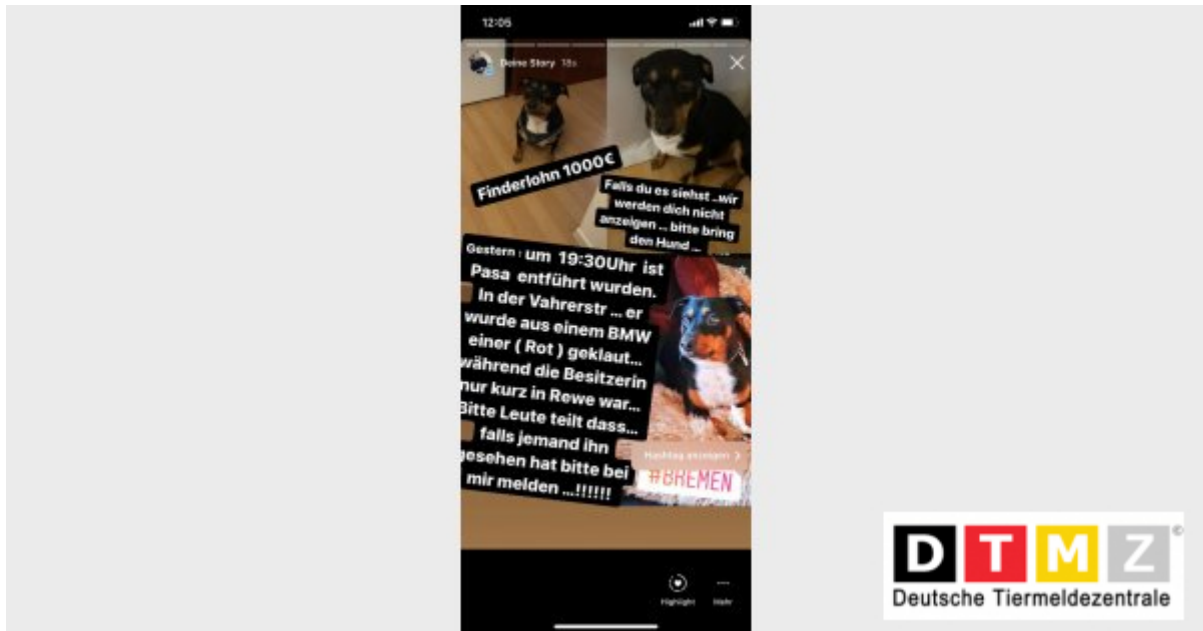 12:05
Deine Story 18s
Finderlohn 1000€
Falls du es siehst ..wir
werden dich nicht
anzeigen ... bitte bring
den Hund ...
Gestern : um 19:30Uhr ist
Pasa entführt wurden.
In der Vahrerstr ... er
wurde aus einem BMW
einer ( Rot ) geklaut...
während die Besitzerin
nur kurz in Rewe war...
Bitte Leute teilt dass...
falls jemand ihn
gesehen hat bitte bei
mir melden ...!!!!!!
Hashtag anzeigen >
#BREMEN
Highlight Mehr
DTMZ
Deutsche Tiermeldezentrale